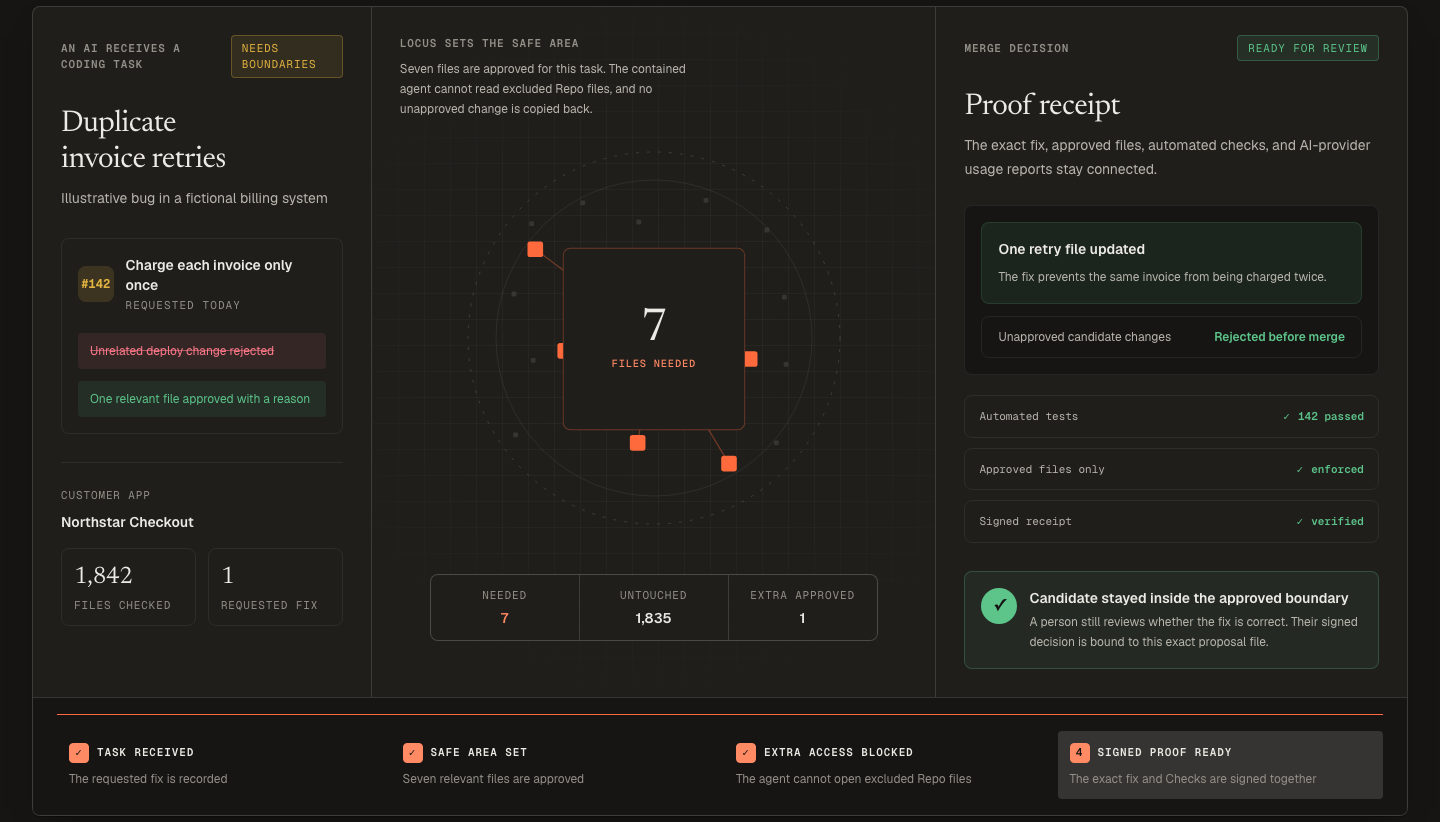 AN AI RECEIVES A
CODING TASK
NEEDS
BOUNDARIES
Duplicate
invoice retries
Illustrative bug in a fictional billing system
#142
Charge each invoice only
once
REQUESTED TODAY
Unrelated deploy change rejected
One relevant file approved with a reason
CUSTOMER APP
Northstar Checkout
1,842
FILES CHECKED
1
REQUESTED FIX
LOCUS SETS THE SAFE AREA
Seven files are approved for this task. The contained
agent cannot read excluded Repo files, and no
unapproved change is copied back.
7
FILES NEEDED
NEEDED
7
UNTOUCHED
1,835
EXTRA APPROVED
1
MERGE DECISION
READY FOR REVIEW
Proof receipt
The exact fix, approved files, automated checks, and AI-provider
usage reports stay connected.
One retry file updated
The fix prevents the same invoice from being charged twice.
Unapproved candidate changes
Rejected before merge
Automated tests
✓ 142 passed
Approved files only
✓ enforced
Signed receipt
✓ verified
✓
Candidate stayed inside the approved boundary
A person still reviews whether the fix is correct. Their signed
decision is bound to this exact proposal file.
✓ TASK RECEIVED
The requested fix is recorded
✓ SAFE AREA SET
Seven relevant files are approved
✓ EXTRA ACCESS BLOCKED
The agent cannot open excluded Repo files
4 SIGNED PROOF READY
The exact fix and Checks are signed together